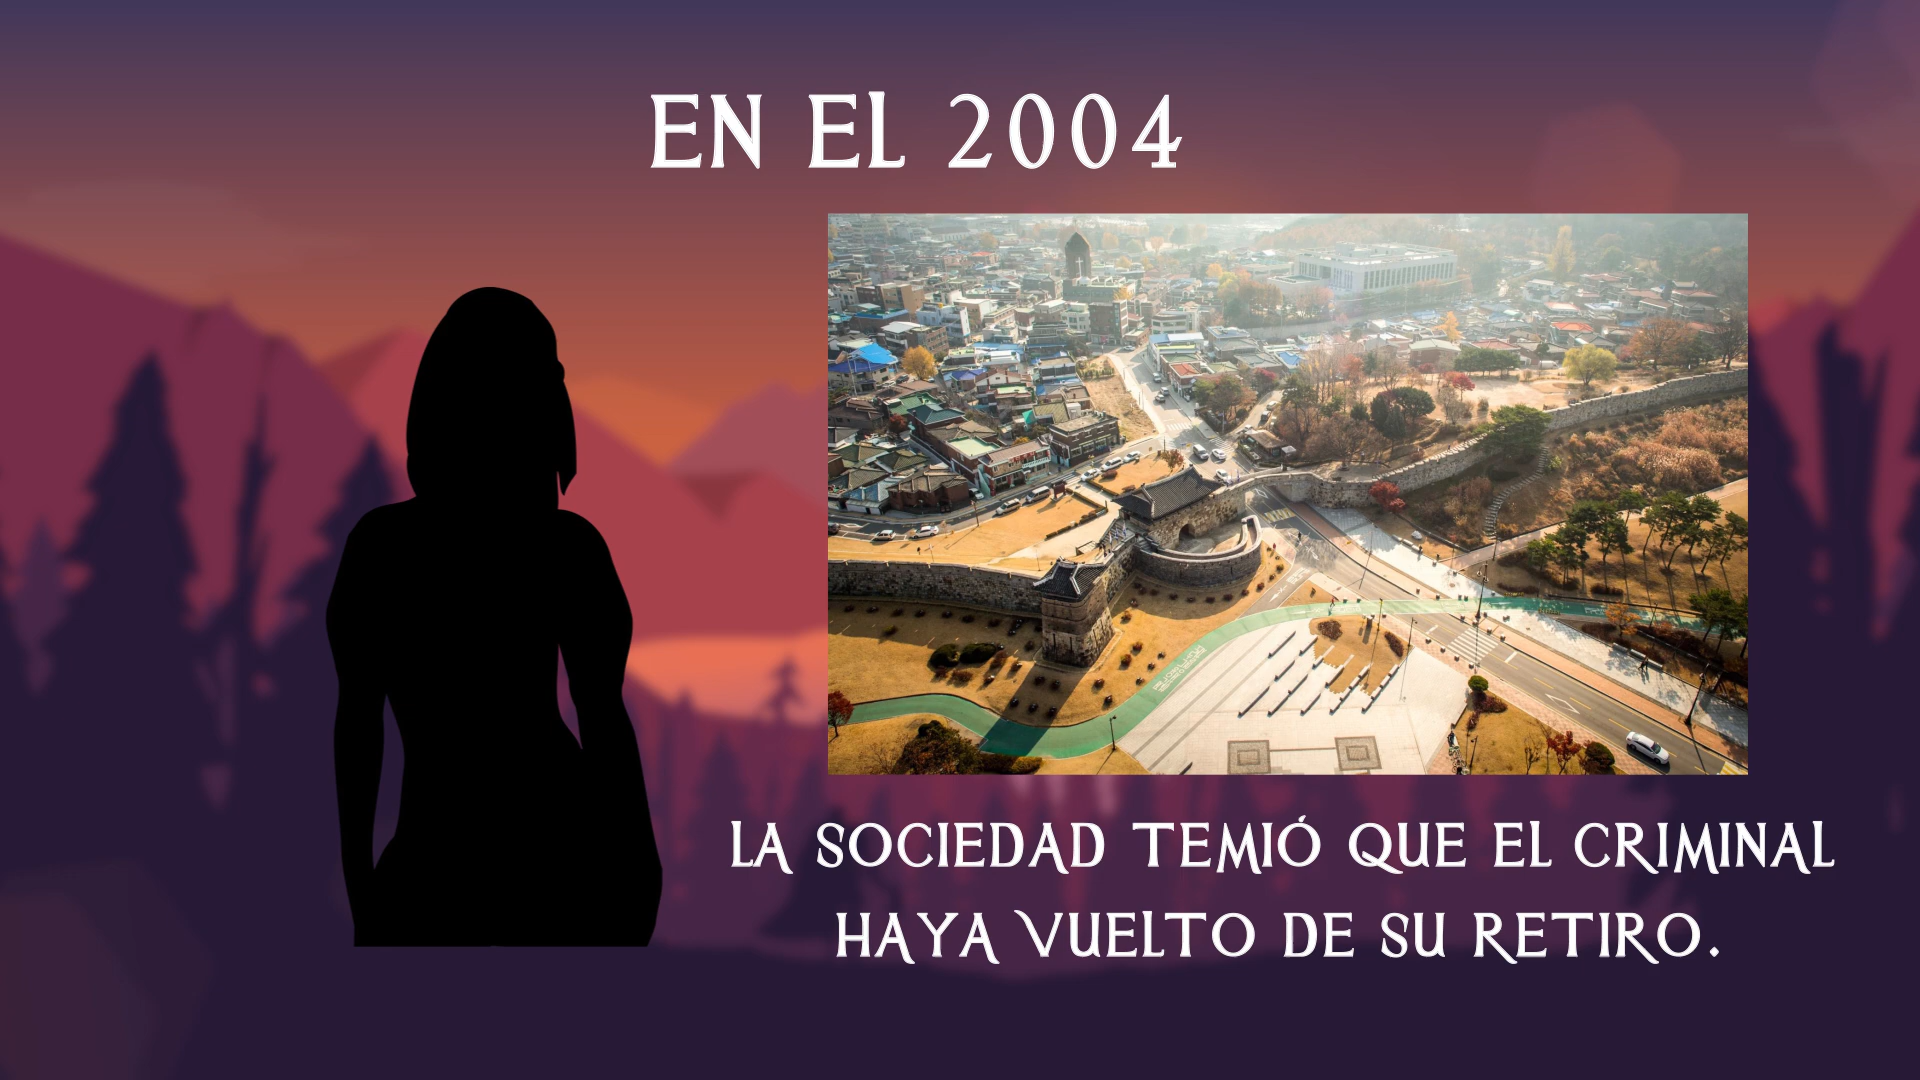 EN EL 2004
LA SOCIEDAD TEMIÓ QUE EL CRIMINAL
HAYA VUELTO DE SU RETIRO.